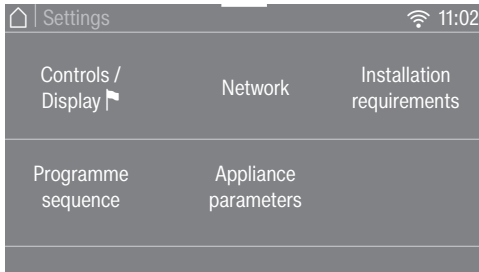 Settings
11:02
Controls /
Display
Network
Installation
requirements
Programme
sequence
Appliance
parameters